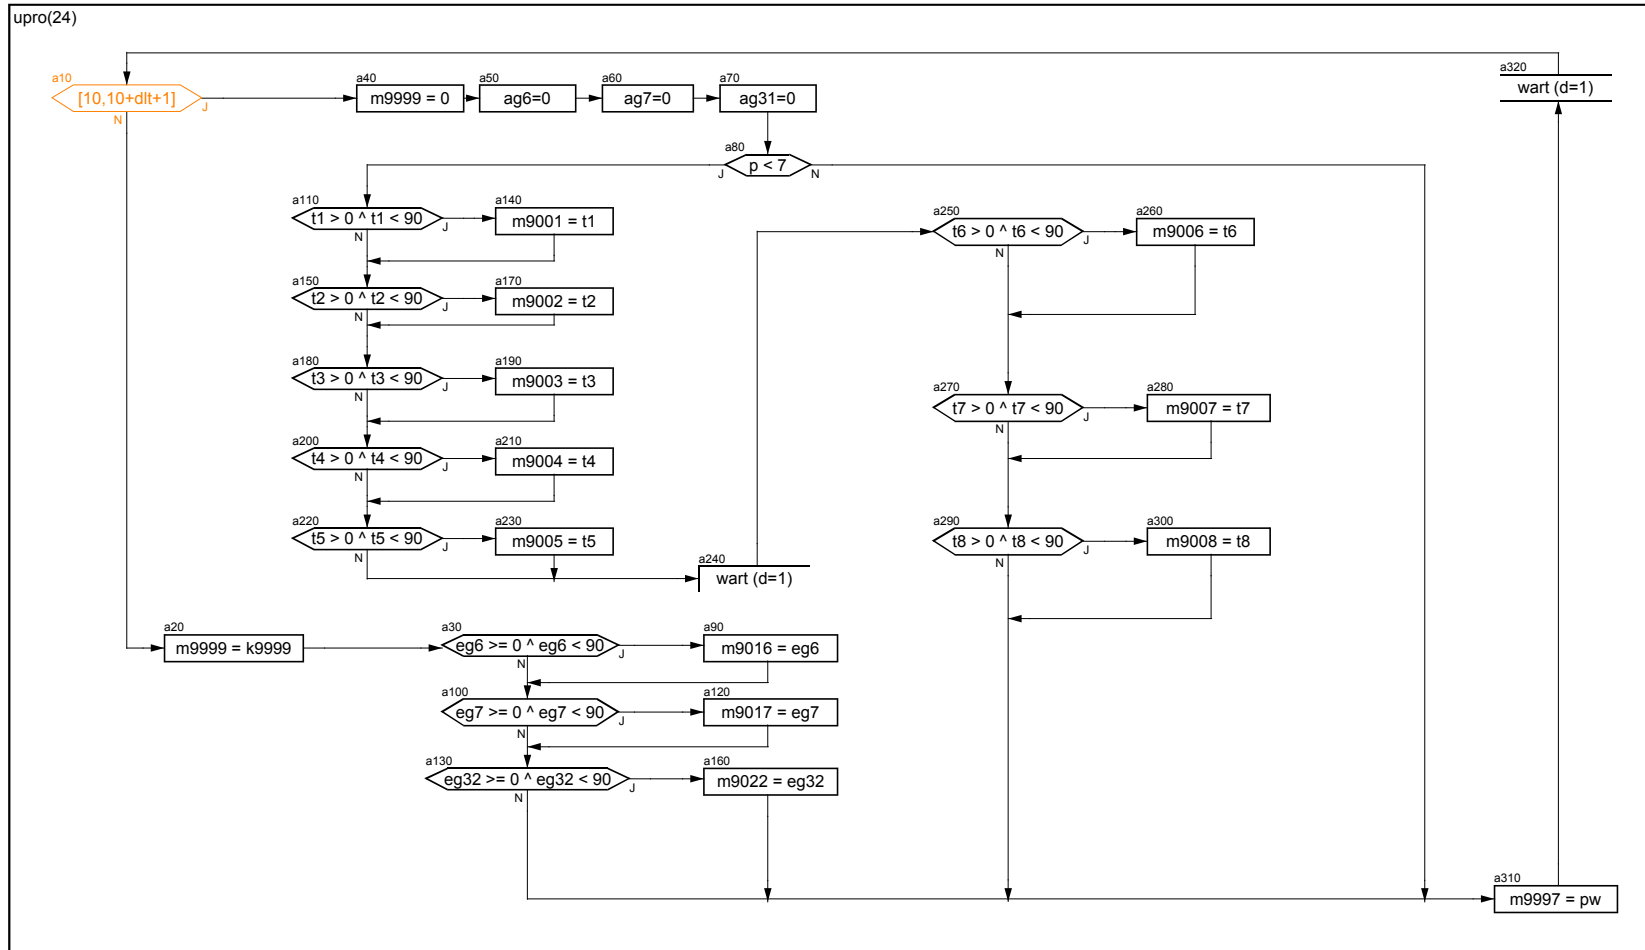 upro(24)
a10
[10,10+dlt+1]
J
N
a40
m9999 = 0
a50
ag6=0
a60
ag7=0
a70
ag31=0
a320
wart (d=1)
a80
p < 7
J
N
a110
t1 > 0 ^ t1 < 90
J
N
a140
m9001 = t1
a250
t6 > 0 ^ t6 < 90
J
N
a260
m9006 = t6
a150
t2 > 0 ^ t2 < 90
J
N
a170
m9002 = t2
a180
t3 > 0 ^ t3 < 90
J
N
a190
m9003 = t3
a270
t7 > 0 ^ t7 < 90
J
N
a280
m9007 = t7
a200
t4 > 0 ^ t4 < 90
J
N
a210
m9004 = t4
a220
t5 > 0 ^ t5 < 90
J
N
a230
m9005 = t5
a240
wart (d=1)
a290
t8 > 0 ^ t8 < 90
J
N
a300
m9008 = t8
a20
m9999 = k9999
a30
eg6 >= 0 ^ eg6 < 90
J
N
a90
m9016 = eg6
a100
eg7 >= 0 ^ eg7 < 90
J
N
a120
m9017 = eg7
a130
eg32 >= 0 ^ eg32 < 90
J
N
a160
m9022 = eg32
a310
m9997 = pw